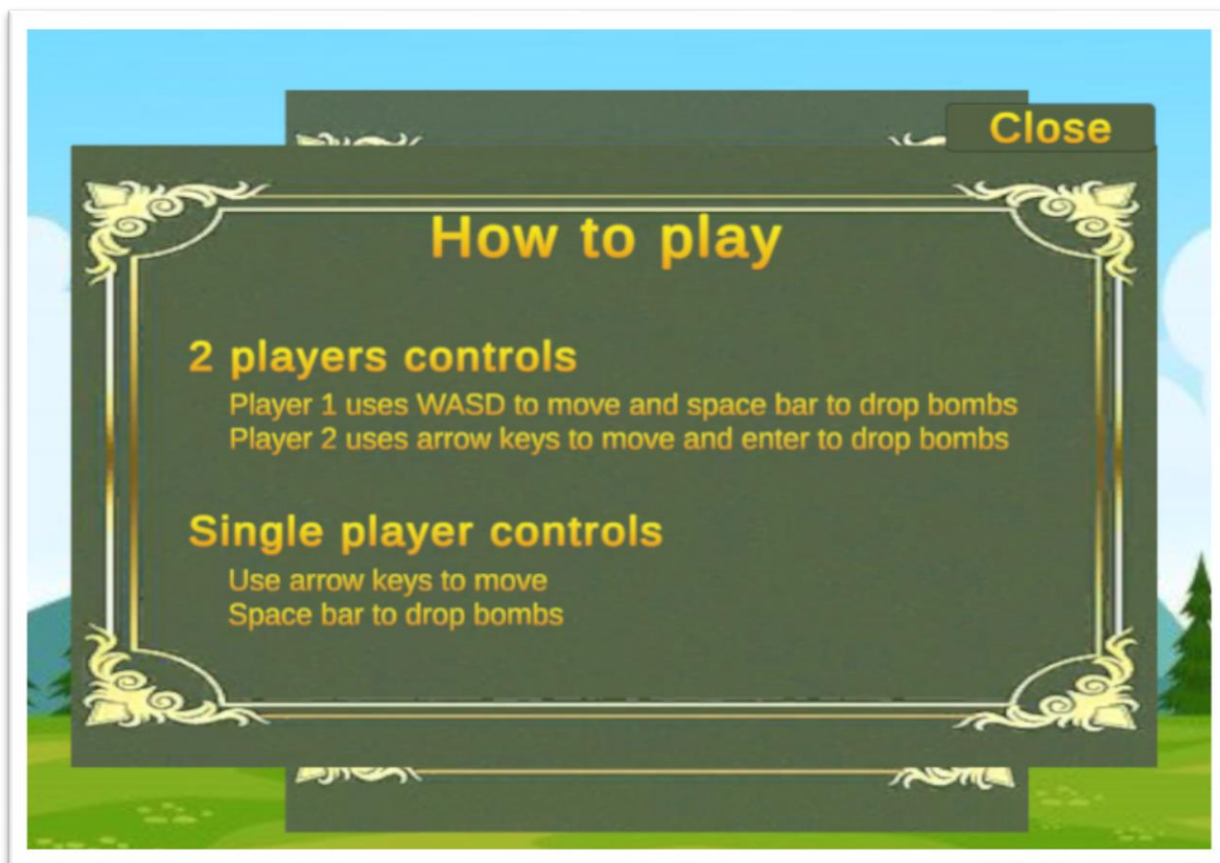 Close
How to play
2 players controls
Player 1 uses WASD to move and space bar to drop bombs
Player 2 uses arrow keys to move and enter to drop bombs
Single player controls
Use arrow keys to move
Space bar to drop bombs